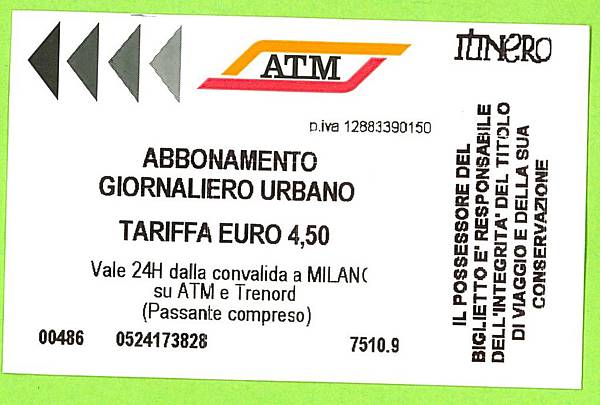 ATM
ITINERO
p.iva 12883390150
ABBONAMENTO
GIORNALIERO URBANO
TARIFFA EURO 4,50
Vale 24H dalla convalida a MILANO
su ATM e Trenord
(Passante compreso)
00486 0524173828 7510.9
IL POSSESSORE DEL
BIGLIETTO E' RESPONSABILE
DELL'INTEGRITA' DEL TITOLO
DI VIAGGIO E DELLA SUA
CONSERVAZIONE